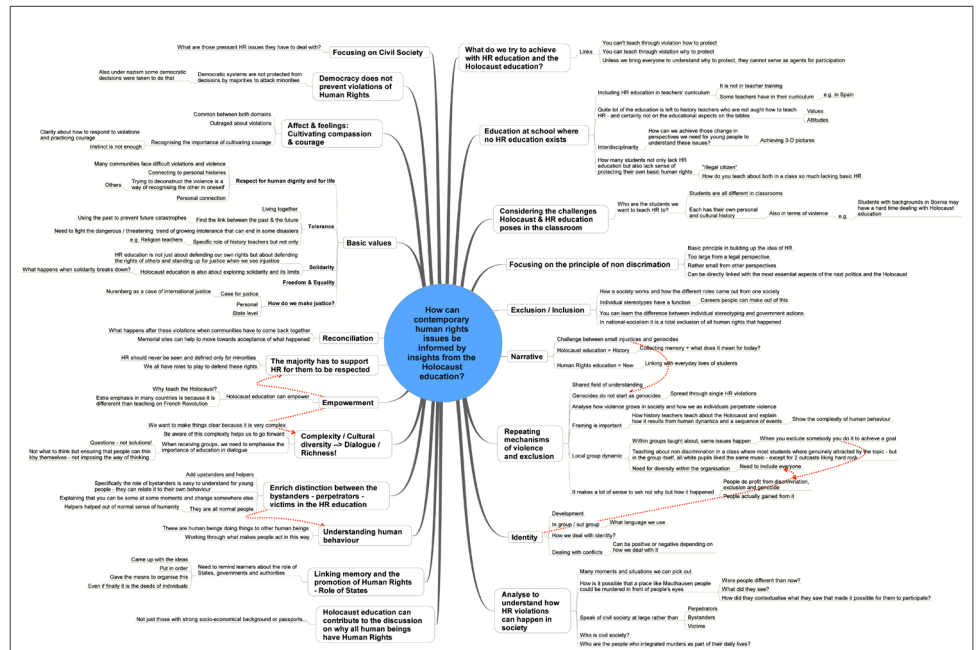 How can
contemporary
human rights
issues be
informed by
insights from the
Holocaust
education?
What are those pressant HR issues they have to deal with?
Focusing on Civil Society
Also under nazism some democratic
decisions were taken to do that
Democratic systems are not protected from
decisions by majorities to attack minorities
Democracy does not
prevent violations of
Human Rights
Common between both domains
Outraged about violations
Clarity about how to respond to violations
and practicing courage
Instinct is not enough
Recognising the importance of cultivating courage
Affect & feelings:
Cultivating compassion
& courage
Many communities face difficult violations and violence
Connecting to personal histories
Others
Trying to deconstruct the violence is a
way of recognising the other in oneself
Personal connection
Respect for human dignity and for life
Living together
Using the past to prevent future catastrophes
Find the link between the past & the future
Need to fight the dangerous / threatening trend of growing intolerance that can end in some disasters
e.g. Religion teachers
Specific role of history teachers but not only
Tolerance
HR education is not just about defending our own rights but about defending
the rights of others and standing up for justice when we see injustice
What happens when solidarity breaks down?
Holocaust education is also about exploring solidarity and its limits
Solidarity
Freedom & Equality
Nurenberg as a case of international justice
Case for justice
Personal
State level
How do we make justice?
Basic values
What happens after these violations when communities have to come back together
Memorial sites can help to move towards acceptance of what happened
Reconciliation
HR should never be seen and defined only for minorities
We all have roles to play to defend these rights
The majority has to support
HR for them to be respected
Why teach the Holocaust?
Extra emphasis in many countries is because it is
different than teaching on French Revolution
Holocaust education can empower
Empowerment
We want to make things clear because it is very complex
Be aware of this complexity helps us to go forward
Questions - not solutions!
Not what to think but ensuring that people can thin
kby themselves - not imposing the way of thinking
When receiving groups, we need to emphasise the
importance of education in dialogue
Complexity / Cultural
diversity --> Dialogue /
Richness!
Add upstanders and helpers
Specifically the role of bystanders is easy to understand for young
people - they can relate it to their own behaviour
Explaining that you can be some at some moments and change somewhere else
Helpers helped out of normal sense of humanity
They are all normal people
Enrich distinction between the
bystanders - perpetrators -
victims in the HR education
These are human beings doing things to other human beings
Working through what makes people act in this way
Understanding human
behaviour
Came up with the ideas
Put in order
Gave the means to organise this
Even if finally it is the deeds of individuals
Need to remind learners about the role of
States, governments and authorities
Linking memory and the
promotion of Human Rights
- Role of States
Not just those with strong socio-economical background or passports...
Holocaust education can
contribute to the discussion
on why all human beings
have Human Rights
What do we try to achieve
with HR education and the
Holocaust education?
Links
You can't teach through violation how to protect
You can teach through violation why to protect
Unless we bring everyone to understand why to protect, they cannot serve as agents for participation
Education at school where
no HR education exists
Including HR education in teachers' curriculum
It is not in teacher training
Some teachers have in their curriculum
e.g. in Spain
Quite lot of the education is left to history teachers who are not aught how to teach
HR - and certainly not on the educational aspects on the tables
Values
Attitudes
Interdisciplinarity
How can we achieve those change in
perspectives we need for young people to
understand these issues?
Achieving 3-D pictures
How many students not only lack HR
education but also lack sense of
protecting their own basic human rights
"illegal citizen"
How do you teach about both in a class so much lacking basic HR
Considering the challenges
Holocaust & HR education
poses in the classroom
Who are the students we
want to teach HR to?
Students are all different in classrooms
Each has their own personal
and cultural history
Also in terms of violence
e.g.
Students with backgrounds in Bosnia may
have a hard time dealing with Holocaust
education
Focusing on the principle of non discrimation
Basic principle in building up the idea of HR
Too large from a legal perspective
Rather small from other perspectives
Can be directly linked with the most essential aspects of the nazi politics and the Holocaust
Exclusion / Inclusion
How a society works and how the different roles come out from one society
Individual stereotypes have a function
Careers people can make out of this
You can learn the difference between individual stereotyping and government actions
In national-socialism it is a total exclusion of all human rights that happened
Narrative
Challenge between small injustices and genocides
Holocaust education = History
Collecting memory + what does it mean for today?
Human Rights education = Now
Linking with everyday lives of students
Repeating
mechanisms
of violence
and exclusion
Shared field of understanding
Genocides do not start as genocides
Spread through single HR violations
Analyse how violence grows in society and how we as individuals perpetrate violence
Framing is important
How history teachers teach about the Holocaust and explain
how it results from human dynamics and a sequence of events
Show the complexity of human behaviour
Local group dynamic
Within groups taught about, same issues happen
When you exclude somebody you do it to achieve a goal
Teaching about non discrimination in a class where most students where genuinely attracted by the topic - but
in the group itself, all white pupils liked the same music - except for 2 outcasts liking hard rock
Need for diversity within the organisation
Need to include everyone
It makes a lot of sense to ask not why but how it happened
People do profit from discrimination,
exclusion and genocide
People actually gained from it
Identity
Development
In group / out group
What language we use
How we deal with identity?
Dealing with conflicts
Can be positive or negative depending on
how we deal with it
Analyse to
understand how
HR violations
can happen in
society
Many moments and situations we can pick out
How is it possible that a place like Mauthausen people
could be murdered in front of people's eyes
Were people different than now?
What did they see?
How did they contextualise what they saw that made it possible for them to participate?
Speak of civil society at large rather than
Perpetrators
Bystanders
Victims
Who is civil society?
Who are the people who integrated murders as part of their daily lives?